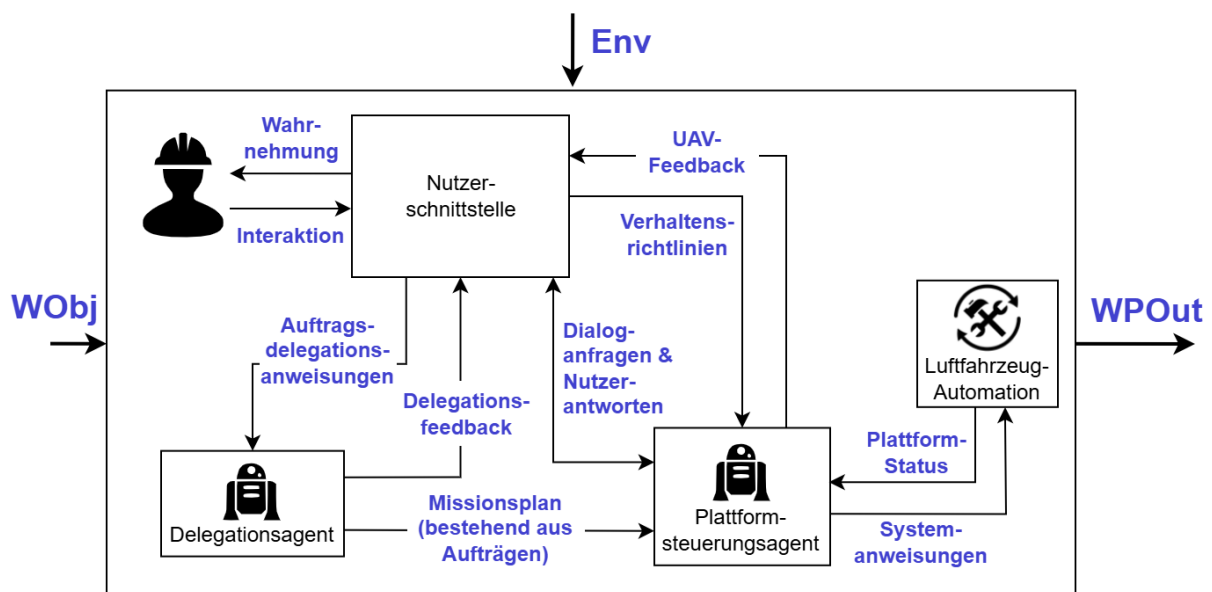 Env
Wahr-
nehmung
Nutzer-
schnittstelle
UAV-
Feedback
Interaktion
Verhaltens-
richtlinien
WObj
WPOut
Auftrags-
delegations-
anweisungen
Dialog-
anfragen &
Nutzer-
antworten
Luftfahrzeug-
Automation
Delegations-
feedback
Plattform-
Status
Delegationsagent
Missionsplan
(bestehend aus
Aufträgen)
Plattform-
steuerungsagent
System-
anweisungen